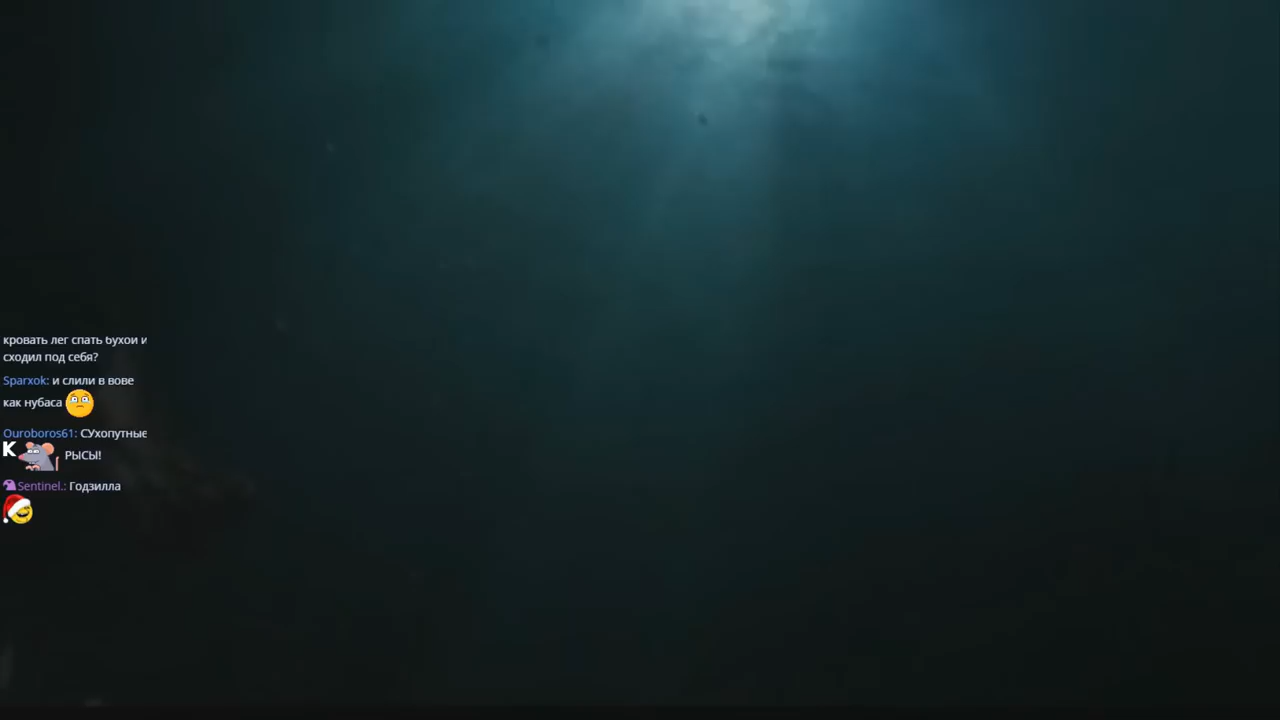 кровать лег спать бухой и
сходил под себя?
Sparxok: и слили в вове
как нубаса
Ouroboros61: СУхопутные
К РЫСЫ!
Sentinel.: Годзилла